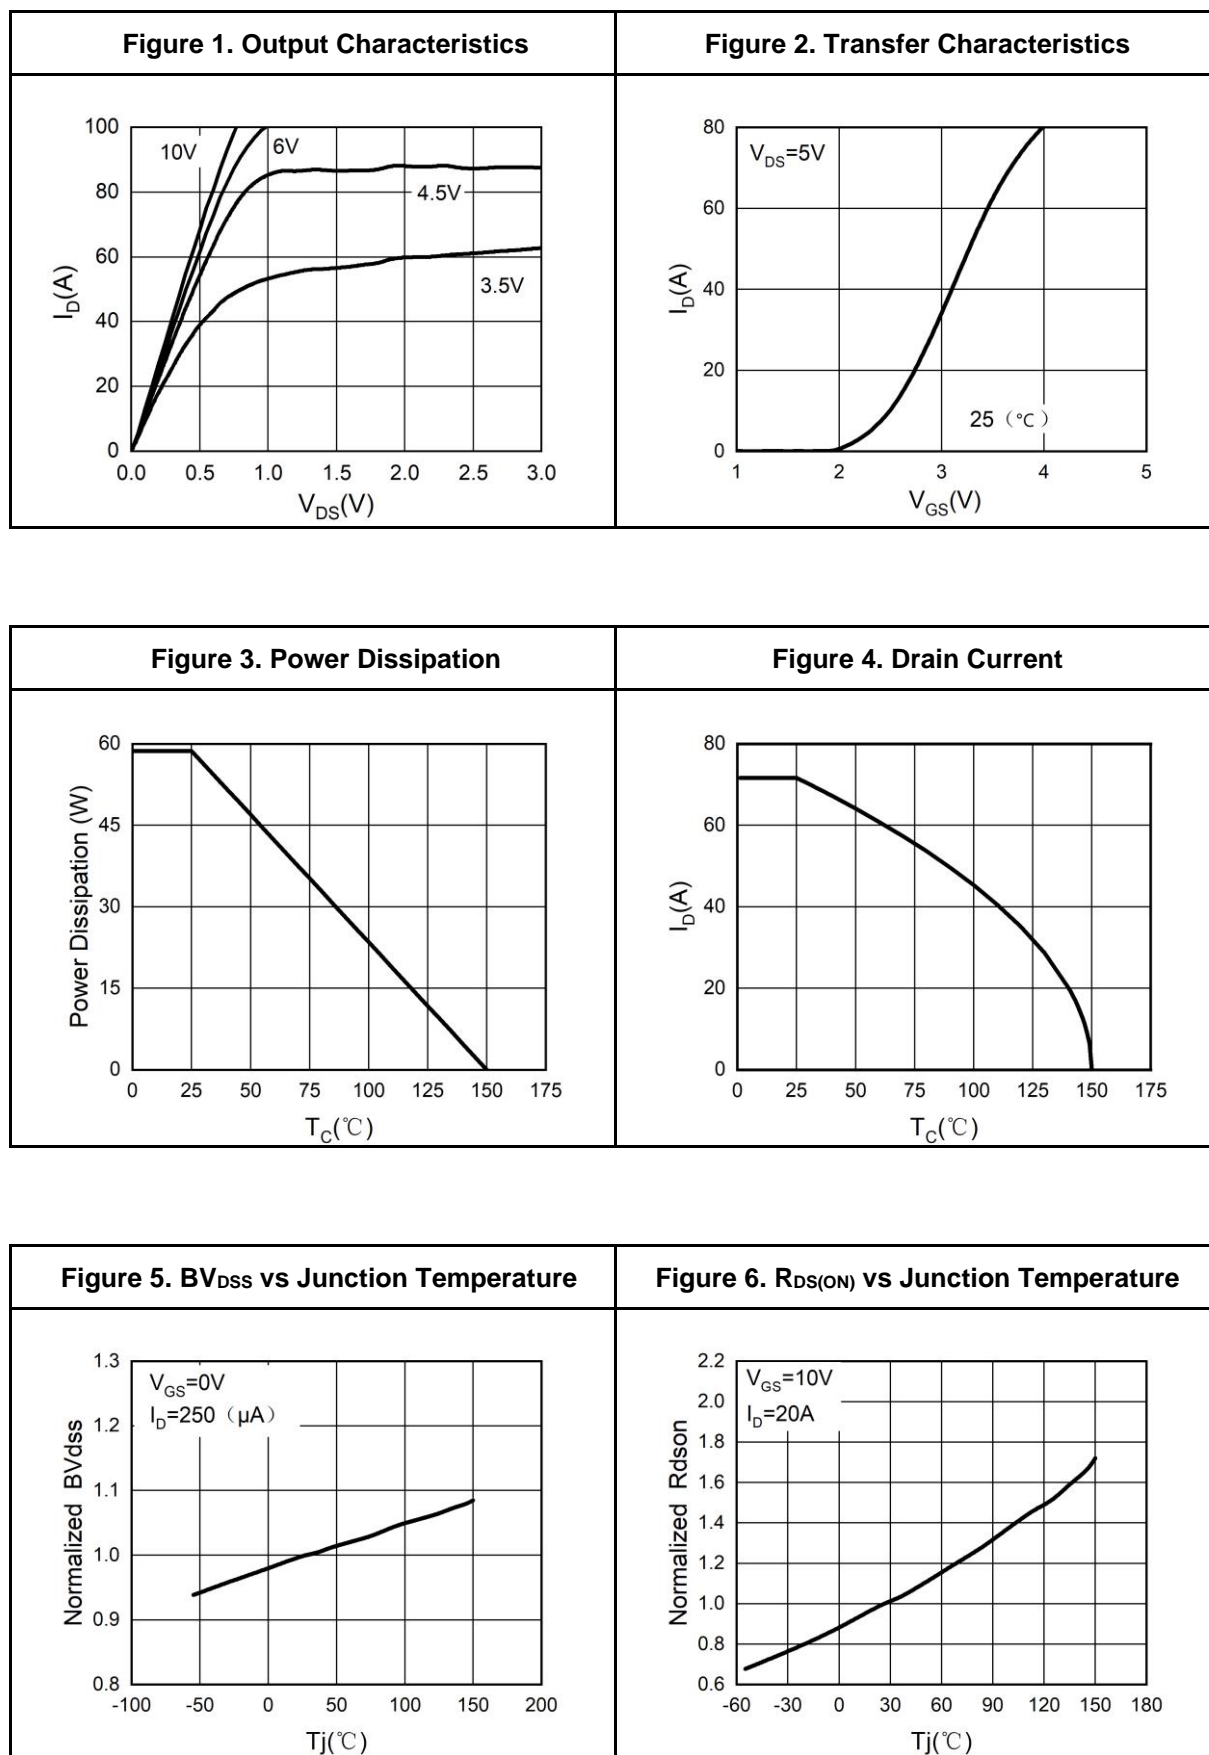 Figure 1. Output Characteristics
Figure 2. Transfer Characteristics
100
80
60
40
20
0
I_D(A)
10V
6V
4.5V
3.5V
0.0 0.5 1.0 1.5 2.0 2.5 3.0
V_DS(V)
80
60
40
20
0
I_D(A)
V_DS=5V
25（℃）
1 2 3 4 5
V_GS(V)
Figure 3. Power Dissipation
Figure 4. Drain Current
60
45
30
15
0
Power Dissipation (W)
0 25 50 75 100 125 150 175
T_C(℃)
80
60
40
20
0
I_D(A)
0 25 50 75 100 125 150 175
T_C(℃)
Figure 5. BV_DSS vs Junction Temperature
Figure 6. R_DS(ON) vs Junction Temperature
1.3
1.2
1.1
1.0
0.9
0.8
Normalized BVdss
V_GS=0V
I_D=250（μA）
-100 -50 0 50 100 150 200
Tj(℃)
2.2
2.0
1.8
1.6
1.4
1.2
1.0
0.8
0.6
Normalized Rdson
V_GS=10V
I_D=20A
-60 -30 0 30 60 90 120 150 180
Tj(℃)